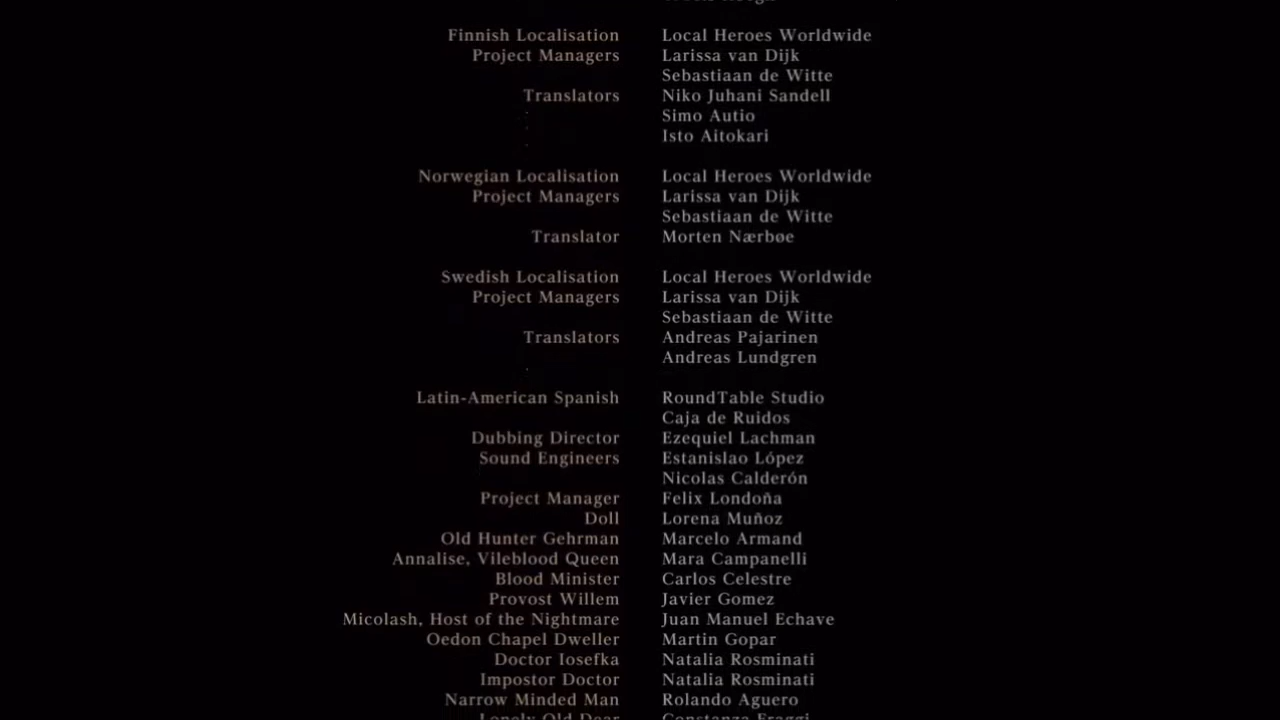 Finnish Localisation Local Heroes Worldwide
Project Managers Larissa van Dijk
Sebastiaan de Witte
Translators Niko Juhani Sandell
Simo Autio
Isto Aitokari
Norwegian Localisation Local Heroes Worldwide
Project Managers Larissa van Dijk
Sebastiaan de Witte
Translator Morten Nærbøe
Swedish Localisation Local Heroes Worldwide
Project Managers Larissa van Dijk
Sebastiaan de Witte
Translators Andreas Pajarinen
Andreas Lundgren
Latin-American Spanish RoundTable Studio
Caja de Ruidos
Dubbing Director Ezequiel Lachman
Sound Engineers Estanislao López
Nicolas Calderón
Project Manager Felix Londoña
Doll Lorena Muñoz
Old Hunter Gehrman Marcelo Armand
Annalise, Vileblood Queen Mara Campanelli
Blood Minister Carlos Celestre
Provost Willem Javier Gomez
Micolash, Host of the Nightmare Juan Manuel Echave
Oedon Chapel Dweller Martin Gopar
Doctor Iosefka Natalia Rosminati
Impostor Doctor Natalia Rosminati
Narrow Minded Man Rolando Aguero
Lonely Old Dear Constanza Fraggi